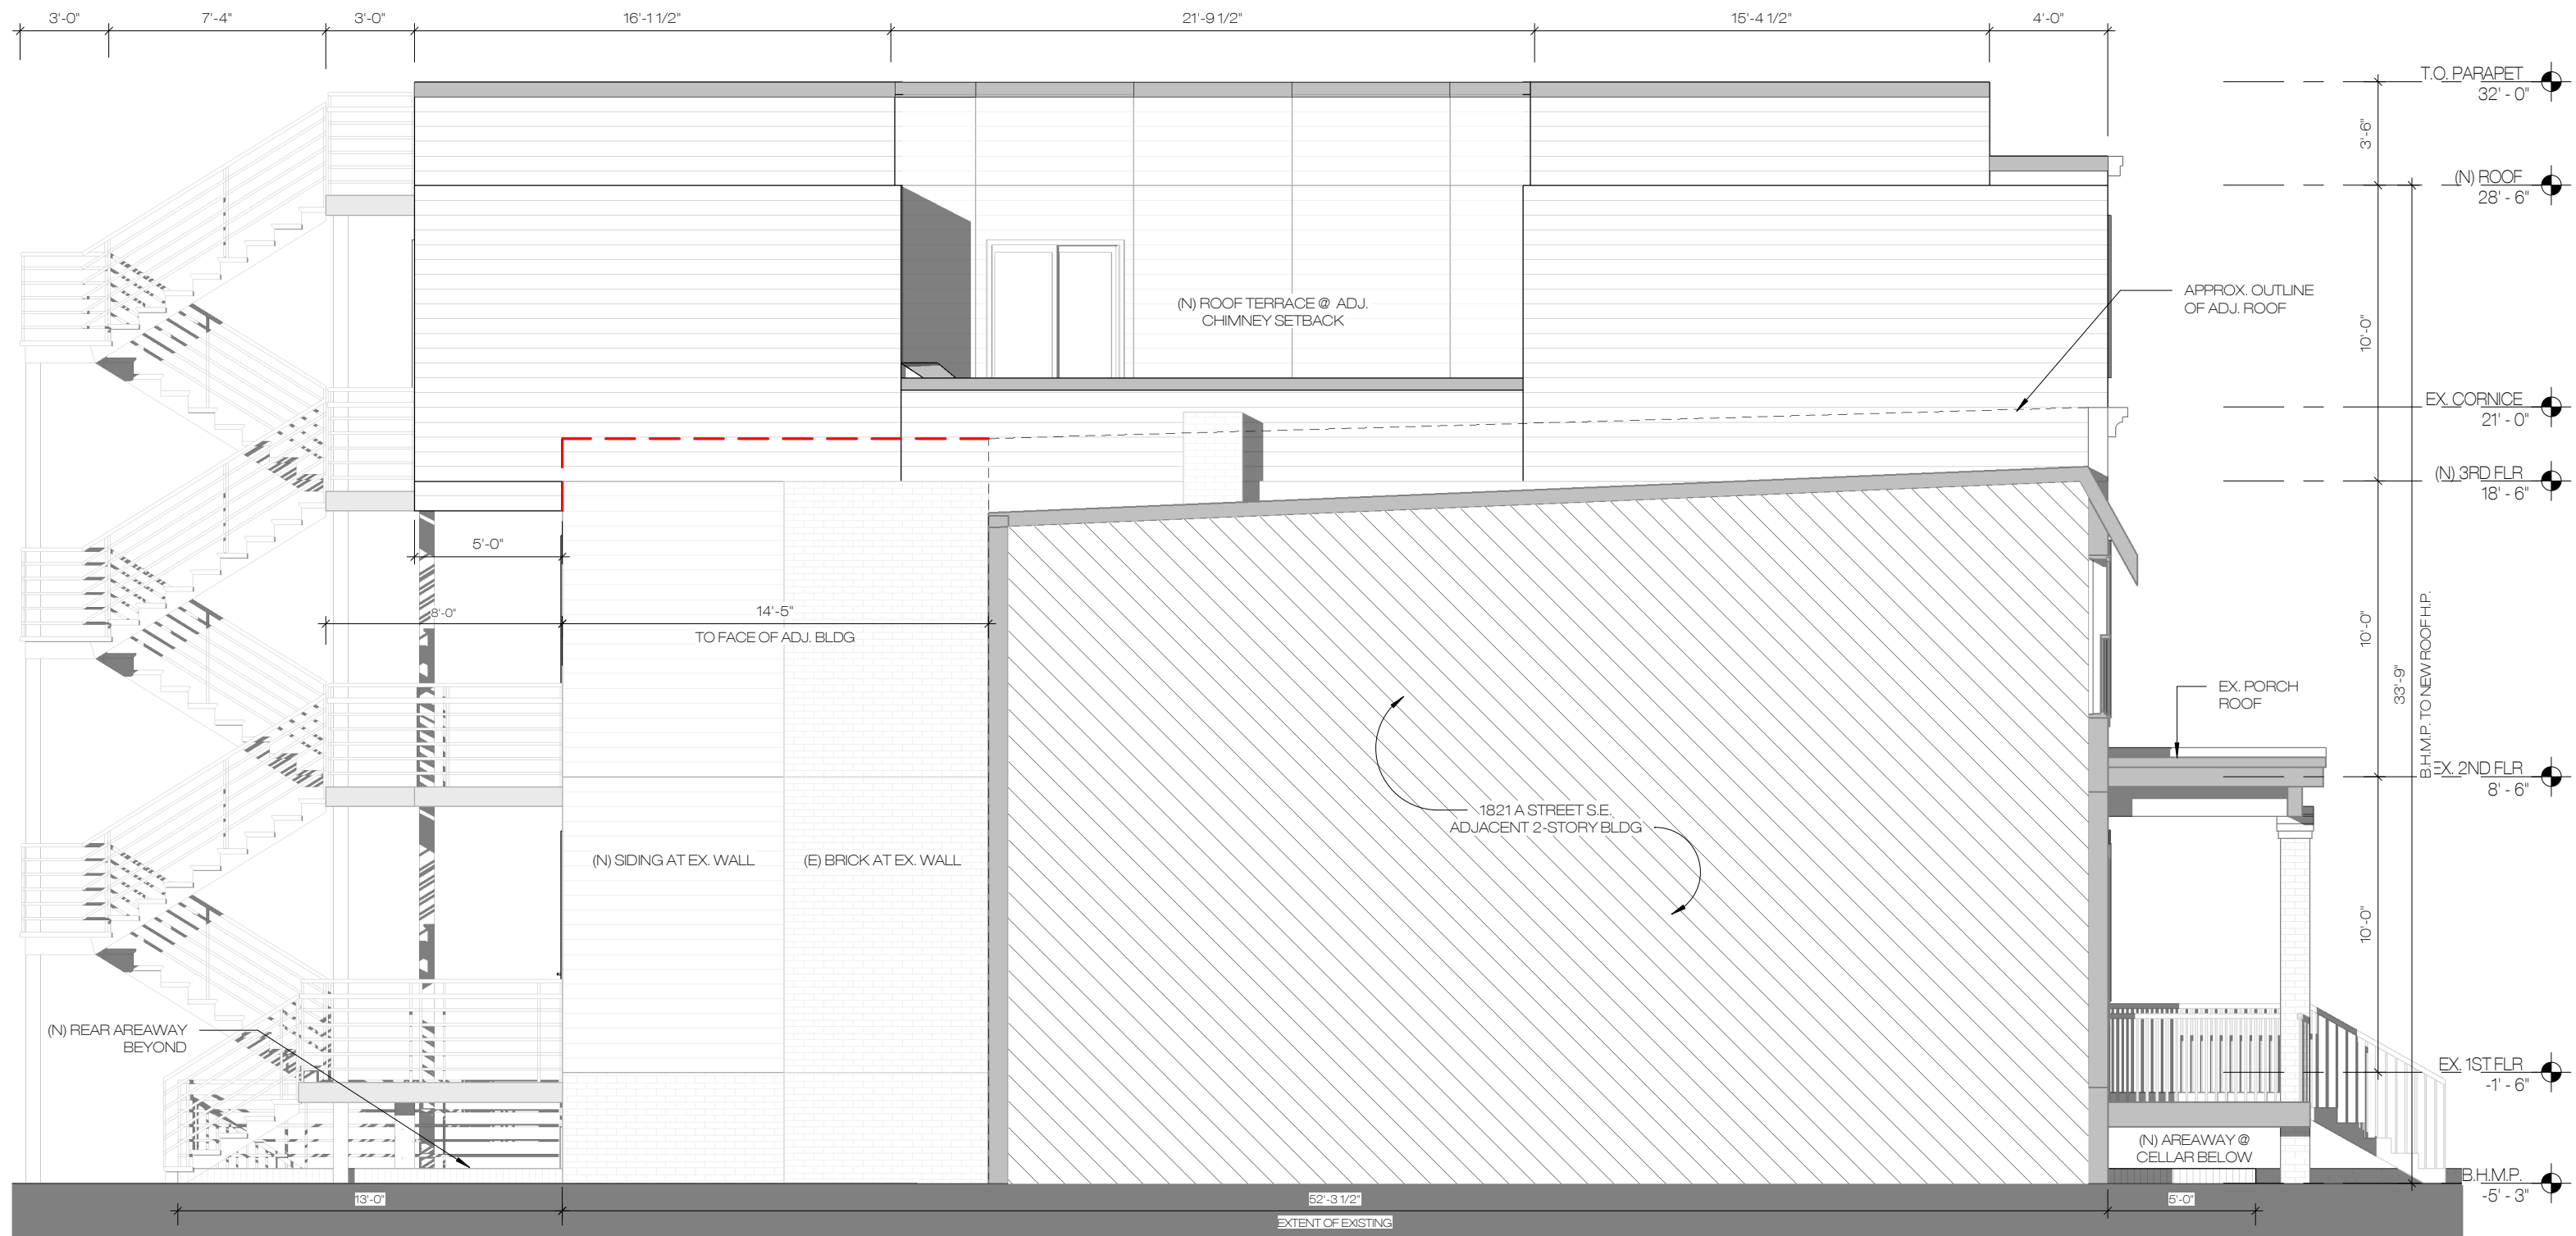 3'-0" 7'-4" 3'-0" 16'-1 1/2" 21'-9 1/2" 15'-4 1/2" 4'-0"
T.O. PARAPET
32' - 0"
3'-6"
(N) ROOF
28' - 6"
(N) ROOF TERRACE @ ADJ.
CHIMNEY SETBACK
APPROX. OUTLINE
OF ADJ. ROOF
10'-0"
EX. CORNICE
21' - 0"
(N) 3RD FLR
18' - 6"
5'-0"
8'-0"
14'-5"
TO FACE OF ADJ. BLDG
10'-0"
33'-9"
B.H.M.P. TO NEW ROOF H.P.
EX. PORCH
ROOF
EX. 2ND FLR
8' - 6"
1821 A STREET S.E.
ADJACENT 2-STORY BLDG
(N) SIDING AT EX. WALL
(E) BRICK AT EX. WALL
10'-0"
(N) REAR AREAWAY
BEYOND
EX. 1ST FLR
-1' - 6"
(N) AREAWAY @
CELLAR BELOW
B.H.M.P.
-5' - 3"
13'-0"
52'-3 1/2"
5'-0"
EXTENT OF EXISTING